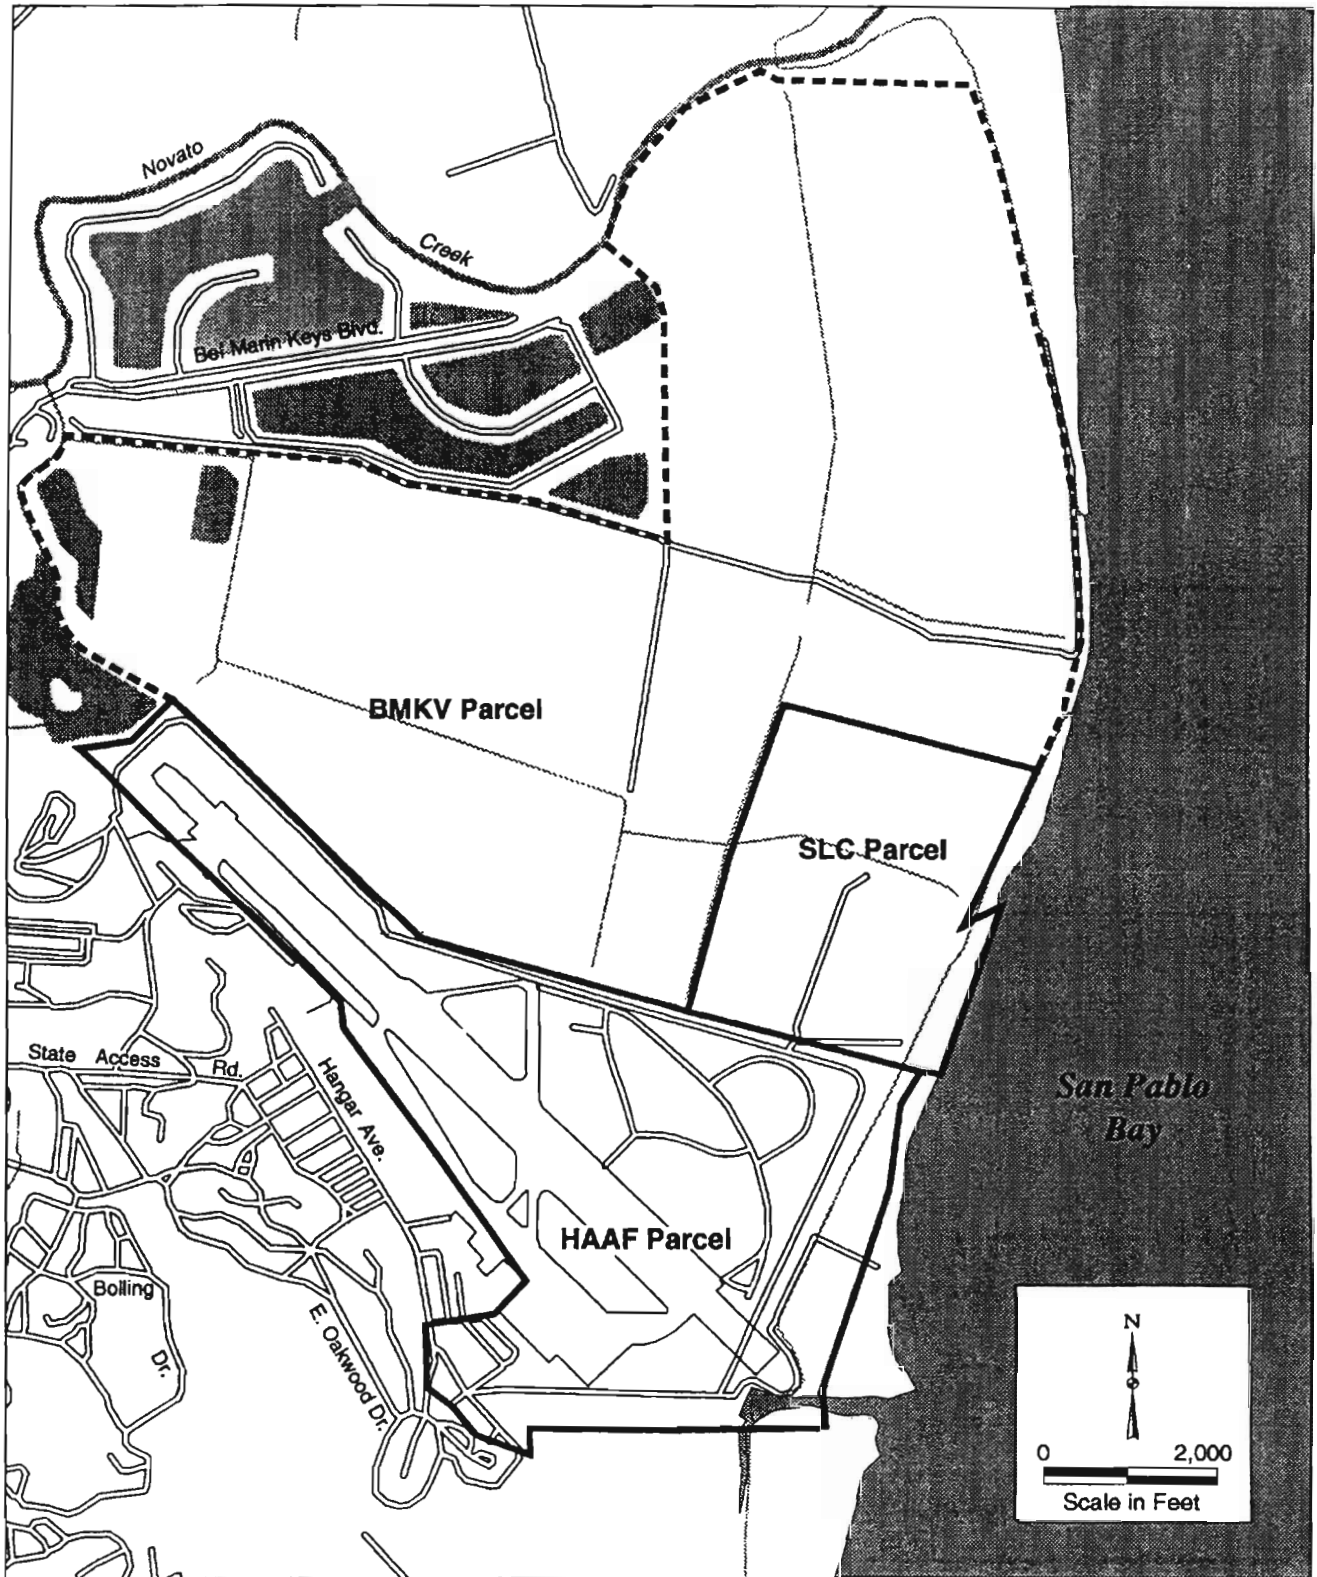 Novato
Creek
Bel Marin Keys Blvd.
BMKV Parcel
SLC Parcel
State Access Rd.
Hangar Ave.
San Pablo
Bay
HAAF Parcel
Bolling
Dr.
E. Oakwood Dr.
N
0 2,000
Scale in Feet